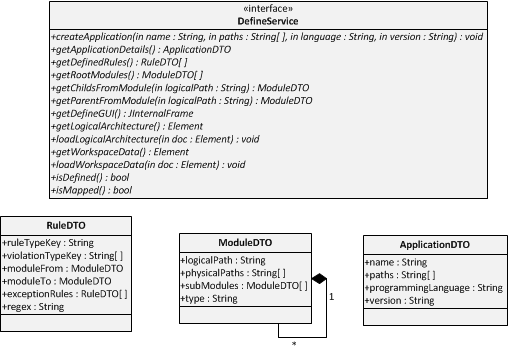 «interface»
DefineService
+createApplication(in name : String, in paths : String[ ], in language : String, in version : String) : void
+getApplicationDetails() : ApplicationDTO
+getDefinedRules() : RuleDTO[ ]
+getRootModules() : ModuleDTO[ ]
+getChildsFromModule(in logicalPath : String) : ModuleDTO
+getParentFromModule(in logicalPath : String) : ModuleDTO
+getDefineGUI() : JInternalFrame
+getLogicalArchitecture() : Element
+loadLogicalArchitecture(in doc : Element) : void
+getWorkspaceData() : Element
+loadWorkspaceData(in doc : Element) : void
+isDefined() : bool
+isMapped() : bool
RuleDTO
+ruleTypeKey : String
+violationTypeKey : String[ ]
+moduleFrom : ModuleDTO
+moduleTo : ModuleDTO
+exceptionRules : RuleDTO[ ]
+regex : String
ModuleDTO
+logicalPath : String
+physicalPaths : String[ ]
+subModules : ModuleDTO[ ]
+type : String
1
*
ApplicationDTO
+name : String
+paths : String[ ]
+programmingLanguage : String
+version : String